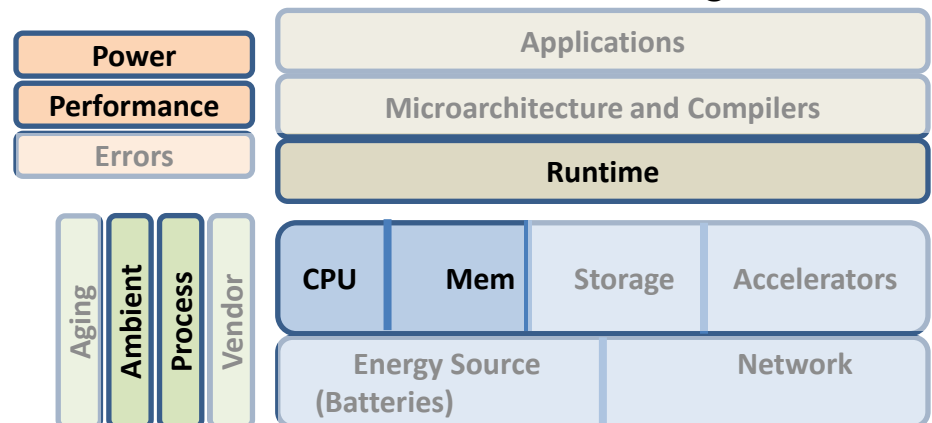 Power
Performance
Errors
Applications
Microarchitecture and Compilers
Runtime
Aging
Ambient
Process
Vendor
CPU
Mem
Storage
Accelerators
Energy Source
(Batteries)
Network